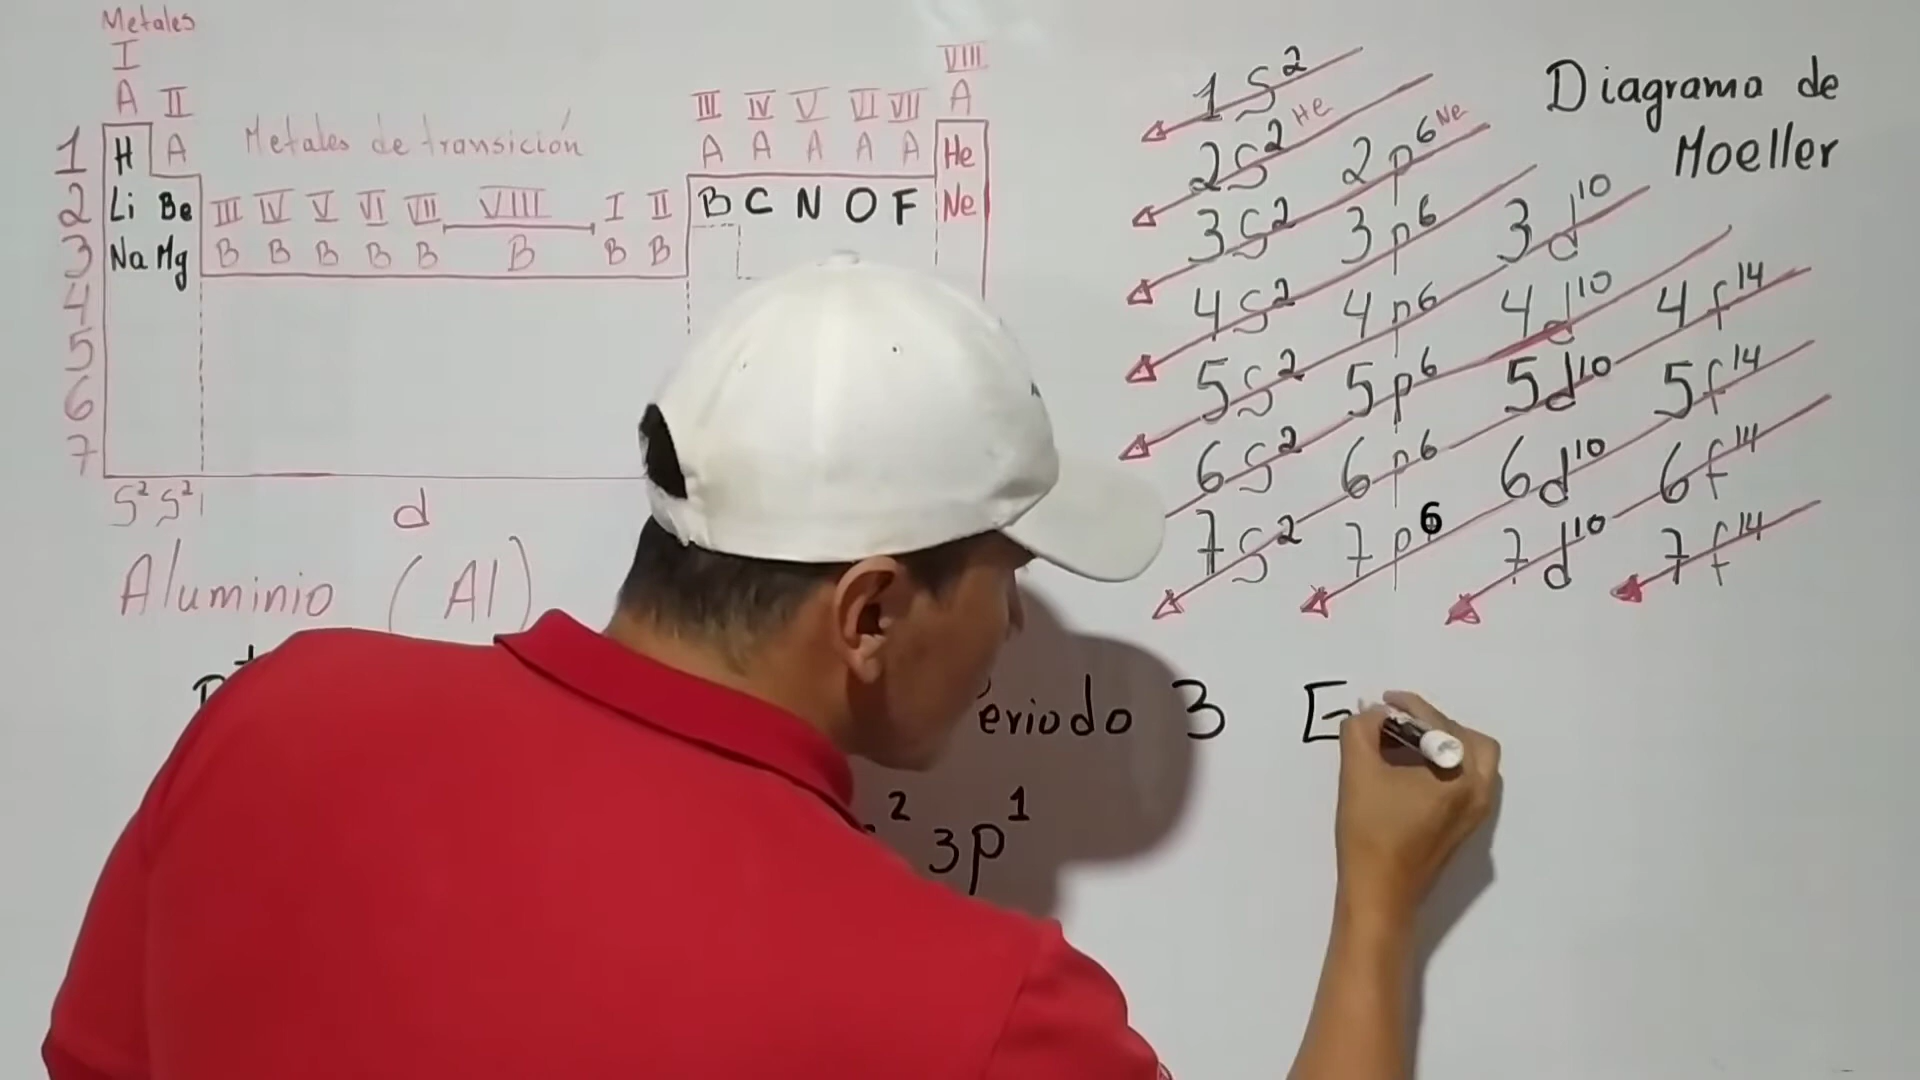 Metales
I
A II VIII
III IV V VI VII A
1 H A Metales de transición A A A A A He
2 Li Be III IV V VI VII VIII I II B C N O F Ne
3 Na Mg B B B B B B B B
4
5
6
7
S² S² d
Aluminio (Al)
Diagrama de
Moeller
1S²
2S² He 2p⁶ Ne
3S² 3p⁶ 3d¹⁰
4S² 4p⁶ 4d¹⁰ 4f¹⁴
5S² 5p⁶ 5d¹⁰ 5f¹⁴
6S² 6p⁶ 6d¹⁰ 6f¹⁴
7S² 7p⁶ 7d¹⁰ 7f¹⁴
eriodo 3 E
² 3p¹